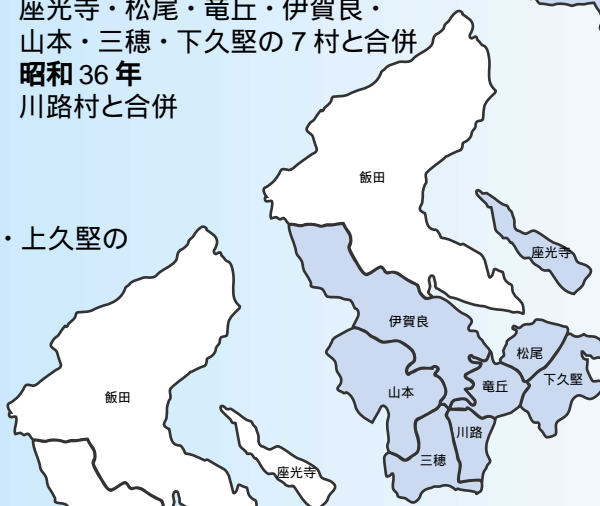 座光寺・松尾・竜丘・伊賀良・
山本・三穂・下久堅の7村と合併
昭和36年
川路村と合併
・上久堅の
飯田
座光寺
伊賀良
松尾
下久堅
竜丘
山本
川路
三穂
飯田
座光寺